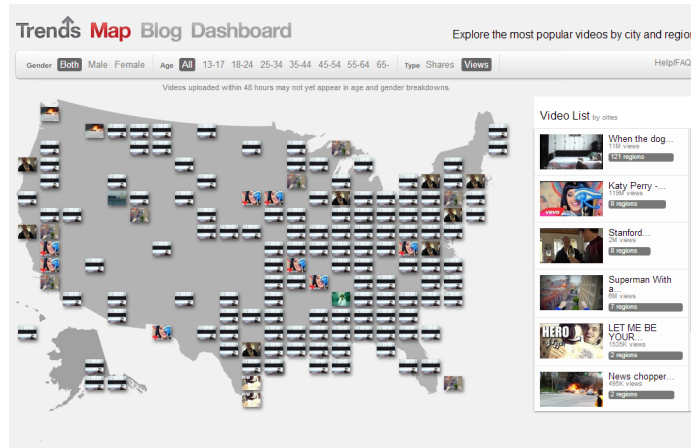 Trends Map Blog Dashboard
Explore the most popular videos by city and region
Gender Both Male Female Age All 13-17 18-24 25-34 35-44 45-54 55-64 65- Type Shares Views Help/FAQ
Videos uploaded within 48 hours may not yet appear in age and gender breakdowns.
Video List by cities
When the dog...
11M views
121 regions
Katy Perry -...
119M views
8 regions
vevo
Stanford...
2M views
8 regions
Superman With
a...
6M views
7 regions
HERO
LET ME BE
YOUR...
1535K views
2 regions
News chopper...
495K views
2 regions